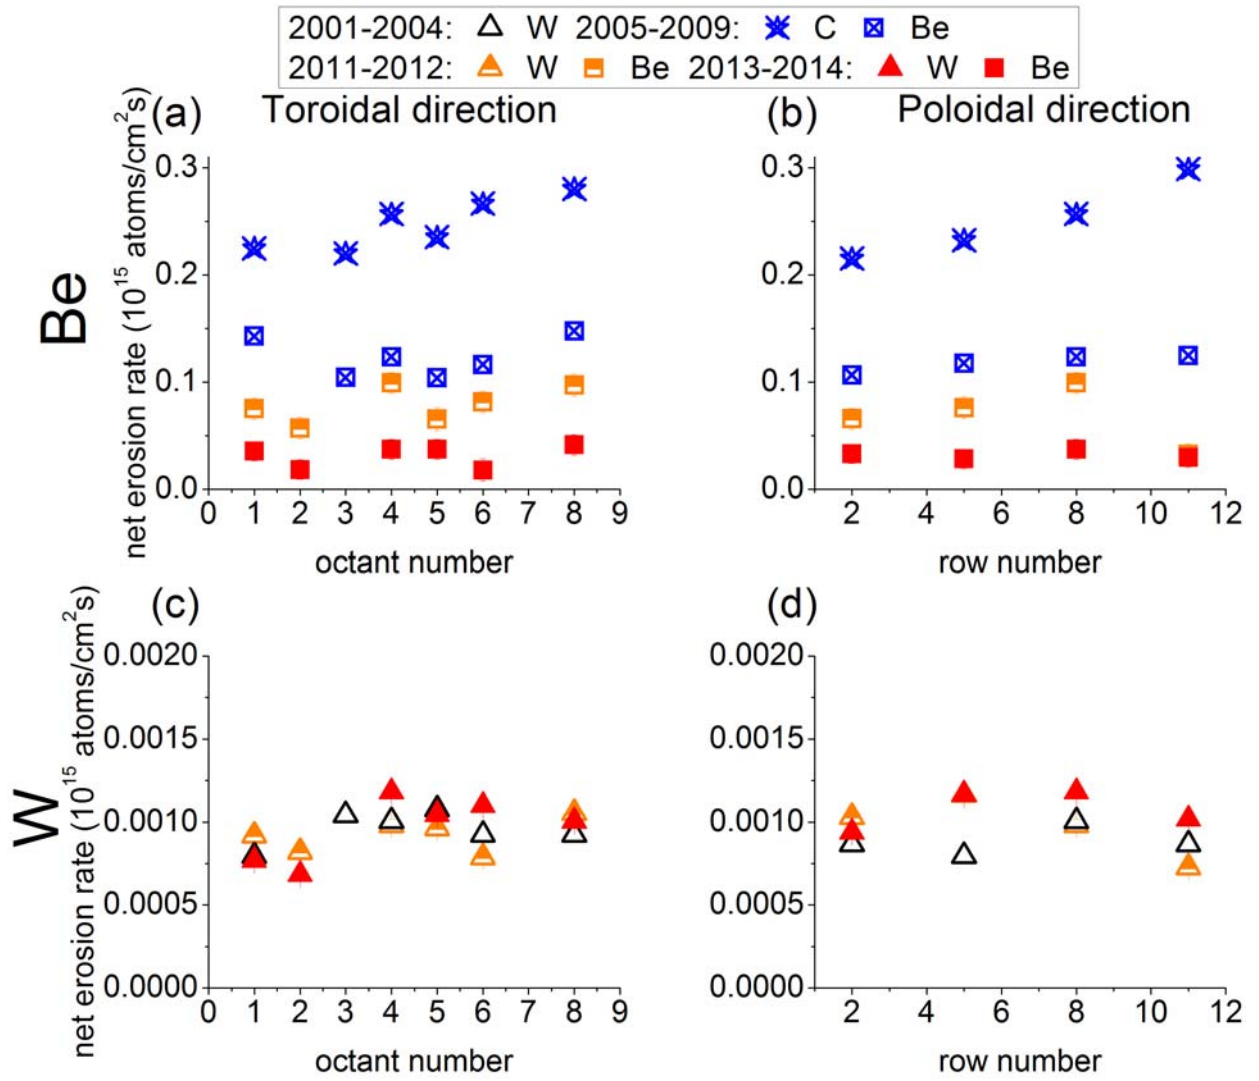 2001-2004: W 2005-2009: C Be
2011-2012: W Be 2013-2014: W Be
(a) Toroidal direction
(b) Poloidal direction
Be
net erosion rate (10^15 atoms/cm²s)
0.3
0.2
0.1
0.0
0 1 2 3 4 5 6 7 8 9
octant number
0.3
0.2
0.1
0.0
2 4 6 8 10 12
row number
(c)
(d)
W
net erosion rate (10^15 atoms/cm²s)
0.0020
0.0015
0.0010
0.0005
0.0000
0 1 2 3 4 5 6 7 8 9
octant number
0.0020
0.0015
0.0010
0.0005
0.0000
2 4 6 8 10 12
row number